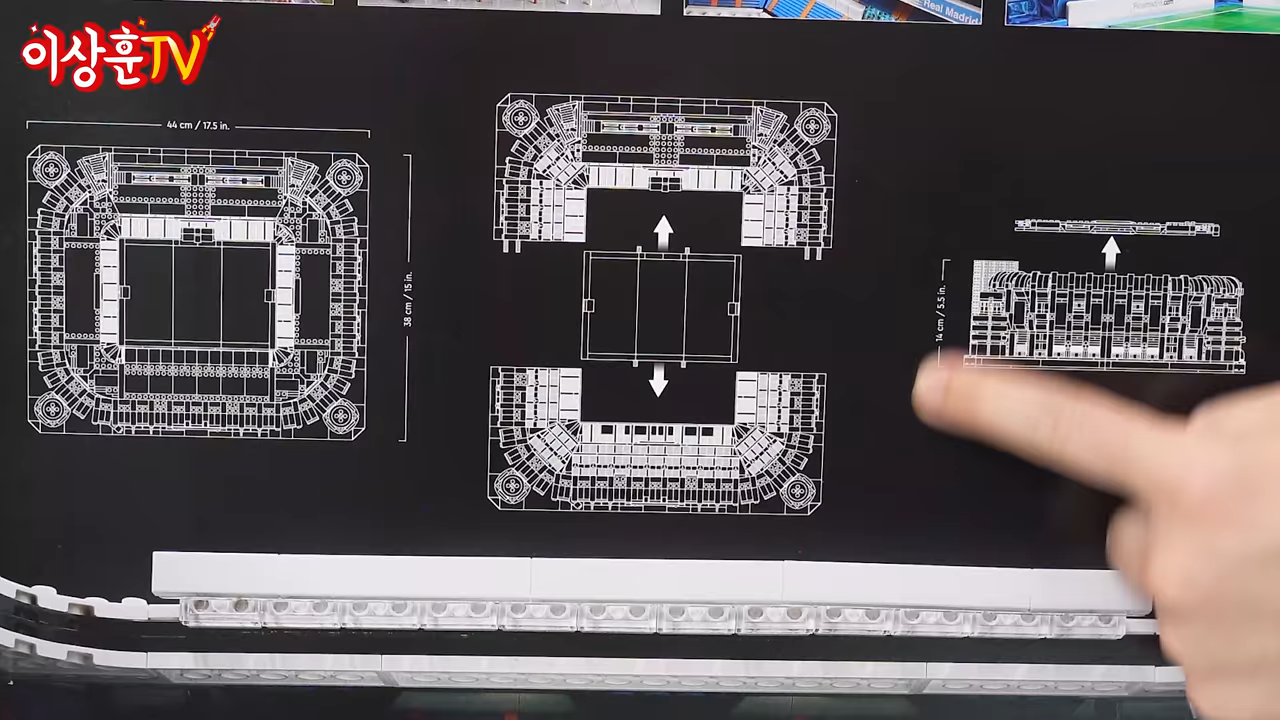 이상훈TV
Real Madrid
44 cm / 17.5 in.
38 cm / 15 in.
14 cm / 5.5 in.